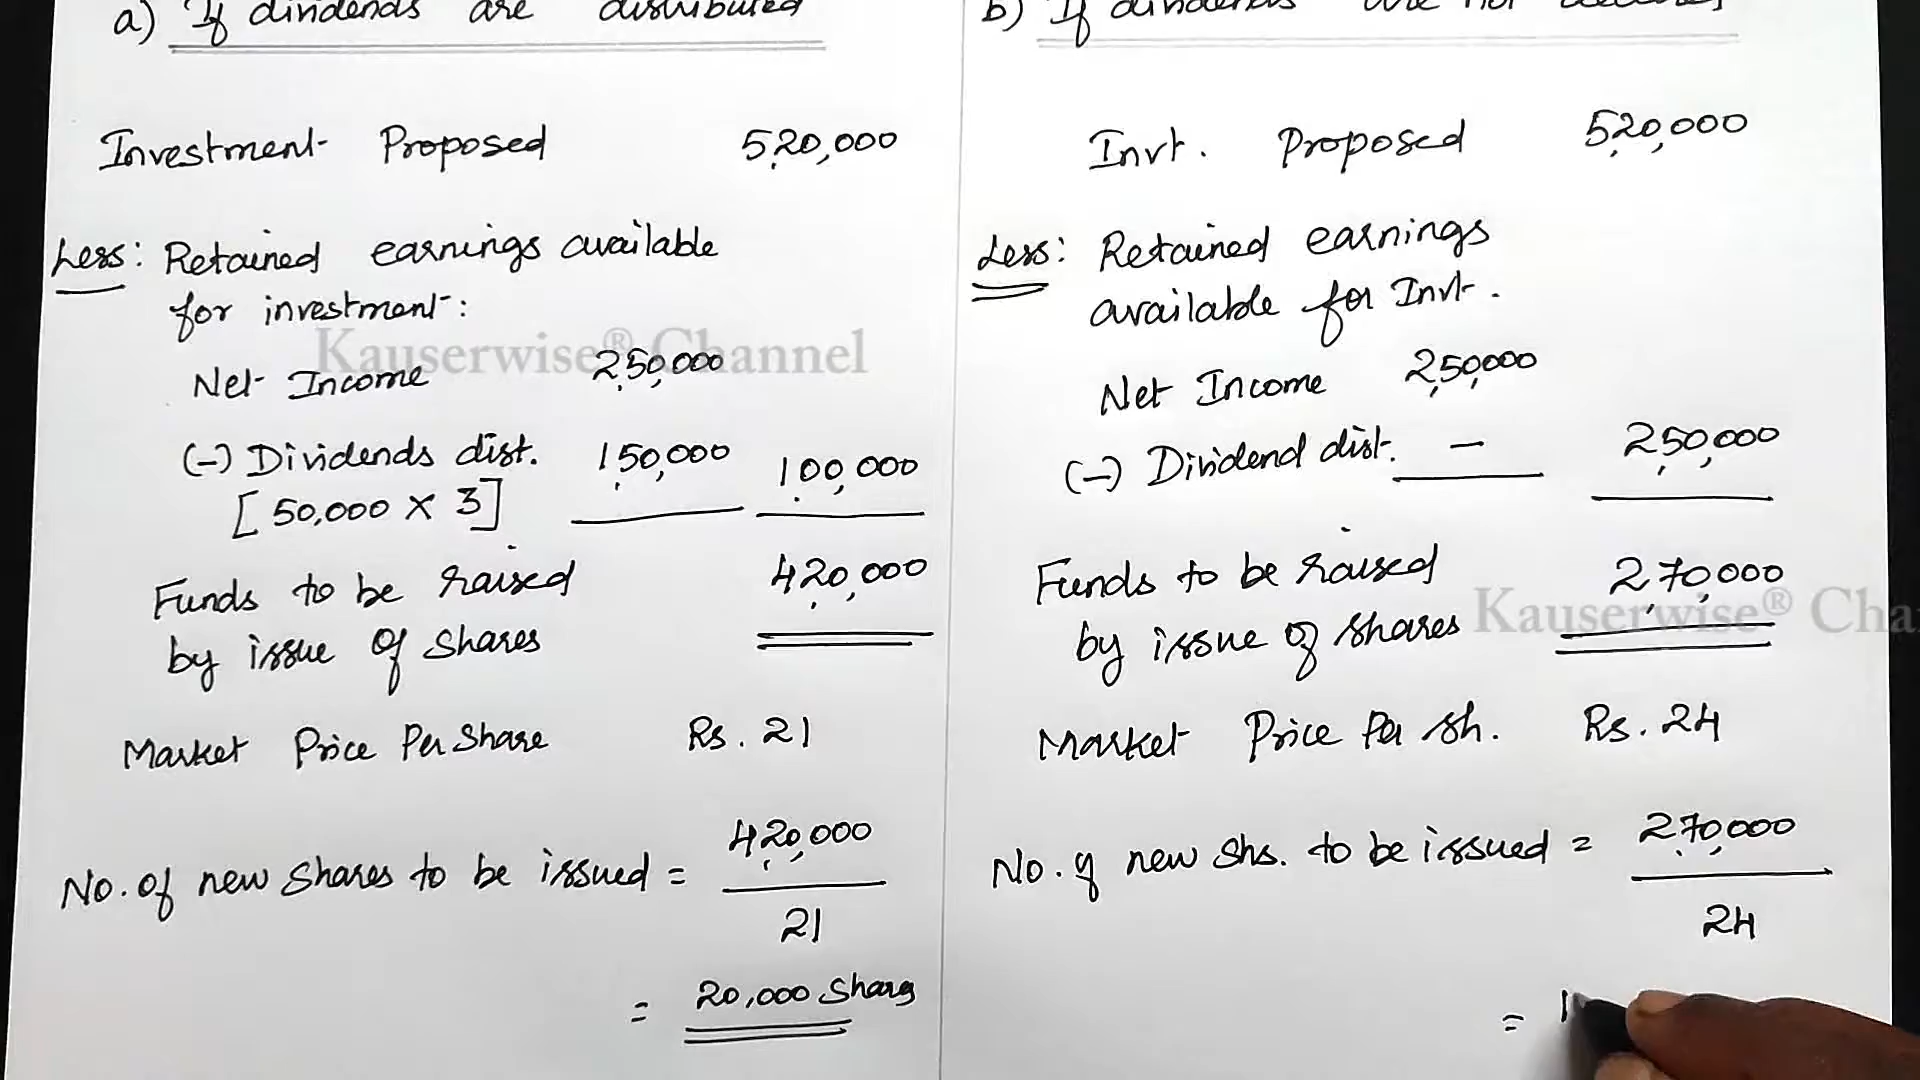 a) If dividends are distributed
Investment Proposed 5,20,000
Less: Retained earnings available
for investment:
Net Income 2,50,000
(-) Dividends dist. 1,50,000 1,00,000
[50,000 X 3]
Funds to be raised 4,20,000
by issue of shares
Market Price Per Share Rs. 21
No. of new shares to be issued = 4,20,000
21
= 20,000 Shares
b) If dividends are not declared
Invt. Proposed 5,20,000
Less: Retained earnings
available for Invt.
Net Income 2,50,000
(-) Dividend dist. — 2,50,000
Funds to be raised 2,70,000
by issue of shares
Market Price Per sh. Rs. 24
No. of new shs. to be issued = 2,70,000
24
= 1
Kauserwise® Channel
Kauserwise® Cha